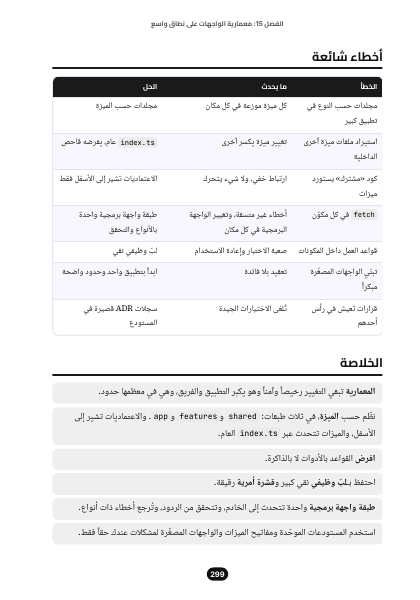 الفصل 15: معمارية الواجهات على نطاق واسع
أخطاء شائعة
الخطأ ما يحدث الحل
مجلدات حسب النوع في كل ميزة موزعة في كل مكان مجلدات حسب الميزة
تطبيق كبير
استيراد ملفات ميزة أخرى تغيير ميزة يكسر أخرى index.ts عام، يفرضه فاحص
الداخلية
كود «مشترك» يستورد ارتباط خفي، ولا شيء يتحرك الاعتماديات تشير إلى الأسفل فقط
ميزات
fetch في كل مكوّن أخطاء غير متسقة، وتغيير الواجهة طبقة واجهة برمجية واحدة
البرمجية في كل مكان بالأنواع والتحقق
قواعد العمل داخل المكونات صعبة الاختبار وإعادة الاستخدام لبّ وظيفي نقي
تبنّي الواجهات المصغّرة تعقيد بلا فائدة ابدأ بتطبيق واحد وحدود واضحة
مبكراً
قرارات تعيش في رأس تُلغى الاختيارات الجيدة سجلات ADR قصيرة في
أحدهم المستودع
الخلاصة
المعمارية تبقي التغيير رخيصاً وآمناً وهو يكبر التطبيق والفريق، وهي في معظمها حدود.
نظّم حسب الميزة، في ثلاث طبقات: shared و features و app . والاعتماديات تشير إلى
الأسفل، والميزات تتحدث عبر index.ts العام.
افرض القواعد بالأدوات لا بالذاكرة.
احتفظ بـلبّ وظيفي نقي كبير وقشرة أمرية رقيقة.
طبقة واجهة برمجية واحدة تتحدث إلى الخادم، وتتحقق من الردود، وتُرجع أخطاء ذات أنواع.
استخدم المستودعات الموحّدة ومفاتيح الميزات والواجهات المصغّرة لمشكلات عندك حقاً فقط.
299